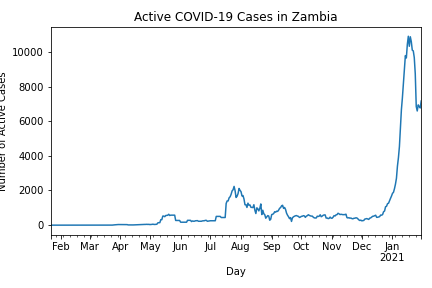 Active COVID-19 Cases in Zambia
Number of Active Cases
10000
8000
6000
4000
2000
0
Feb Mar Apr May Jun Jul Aug Sep Oct Nov Dec Jan
2021
Day